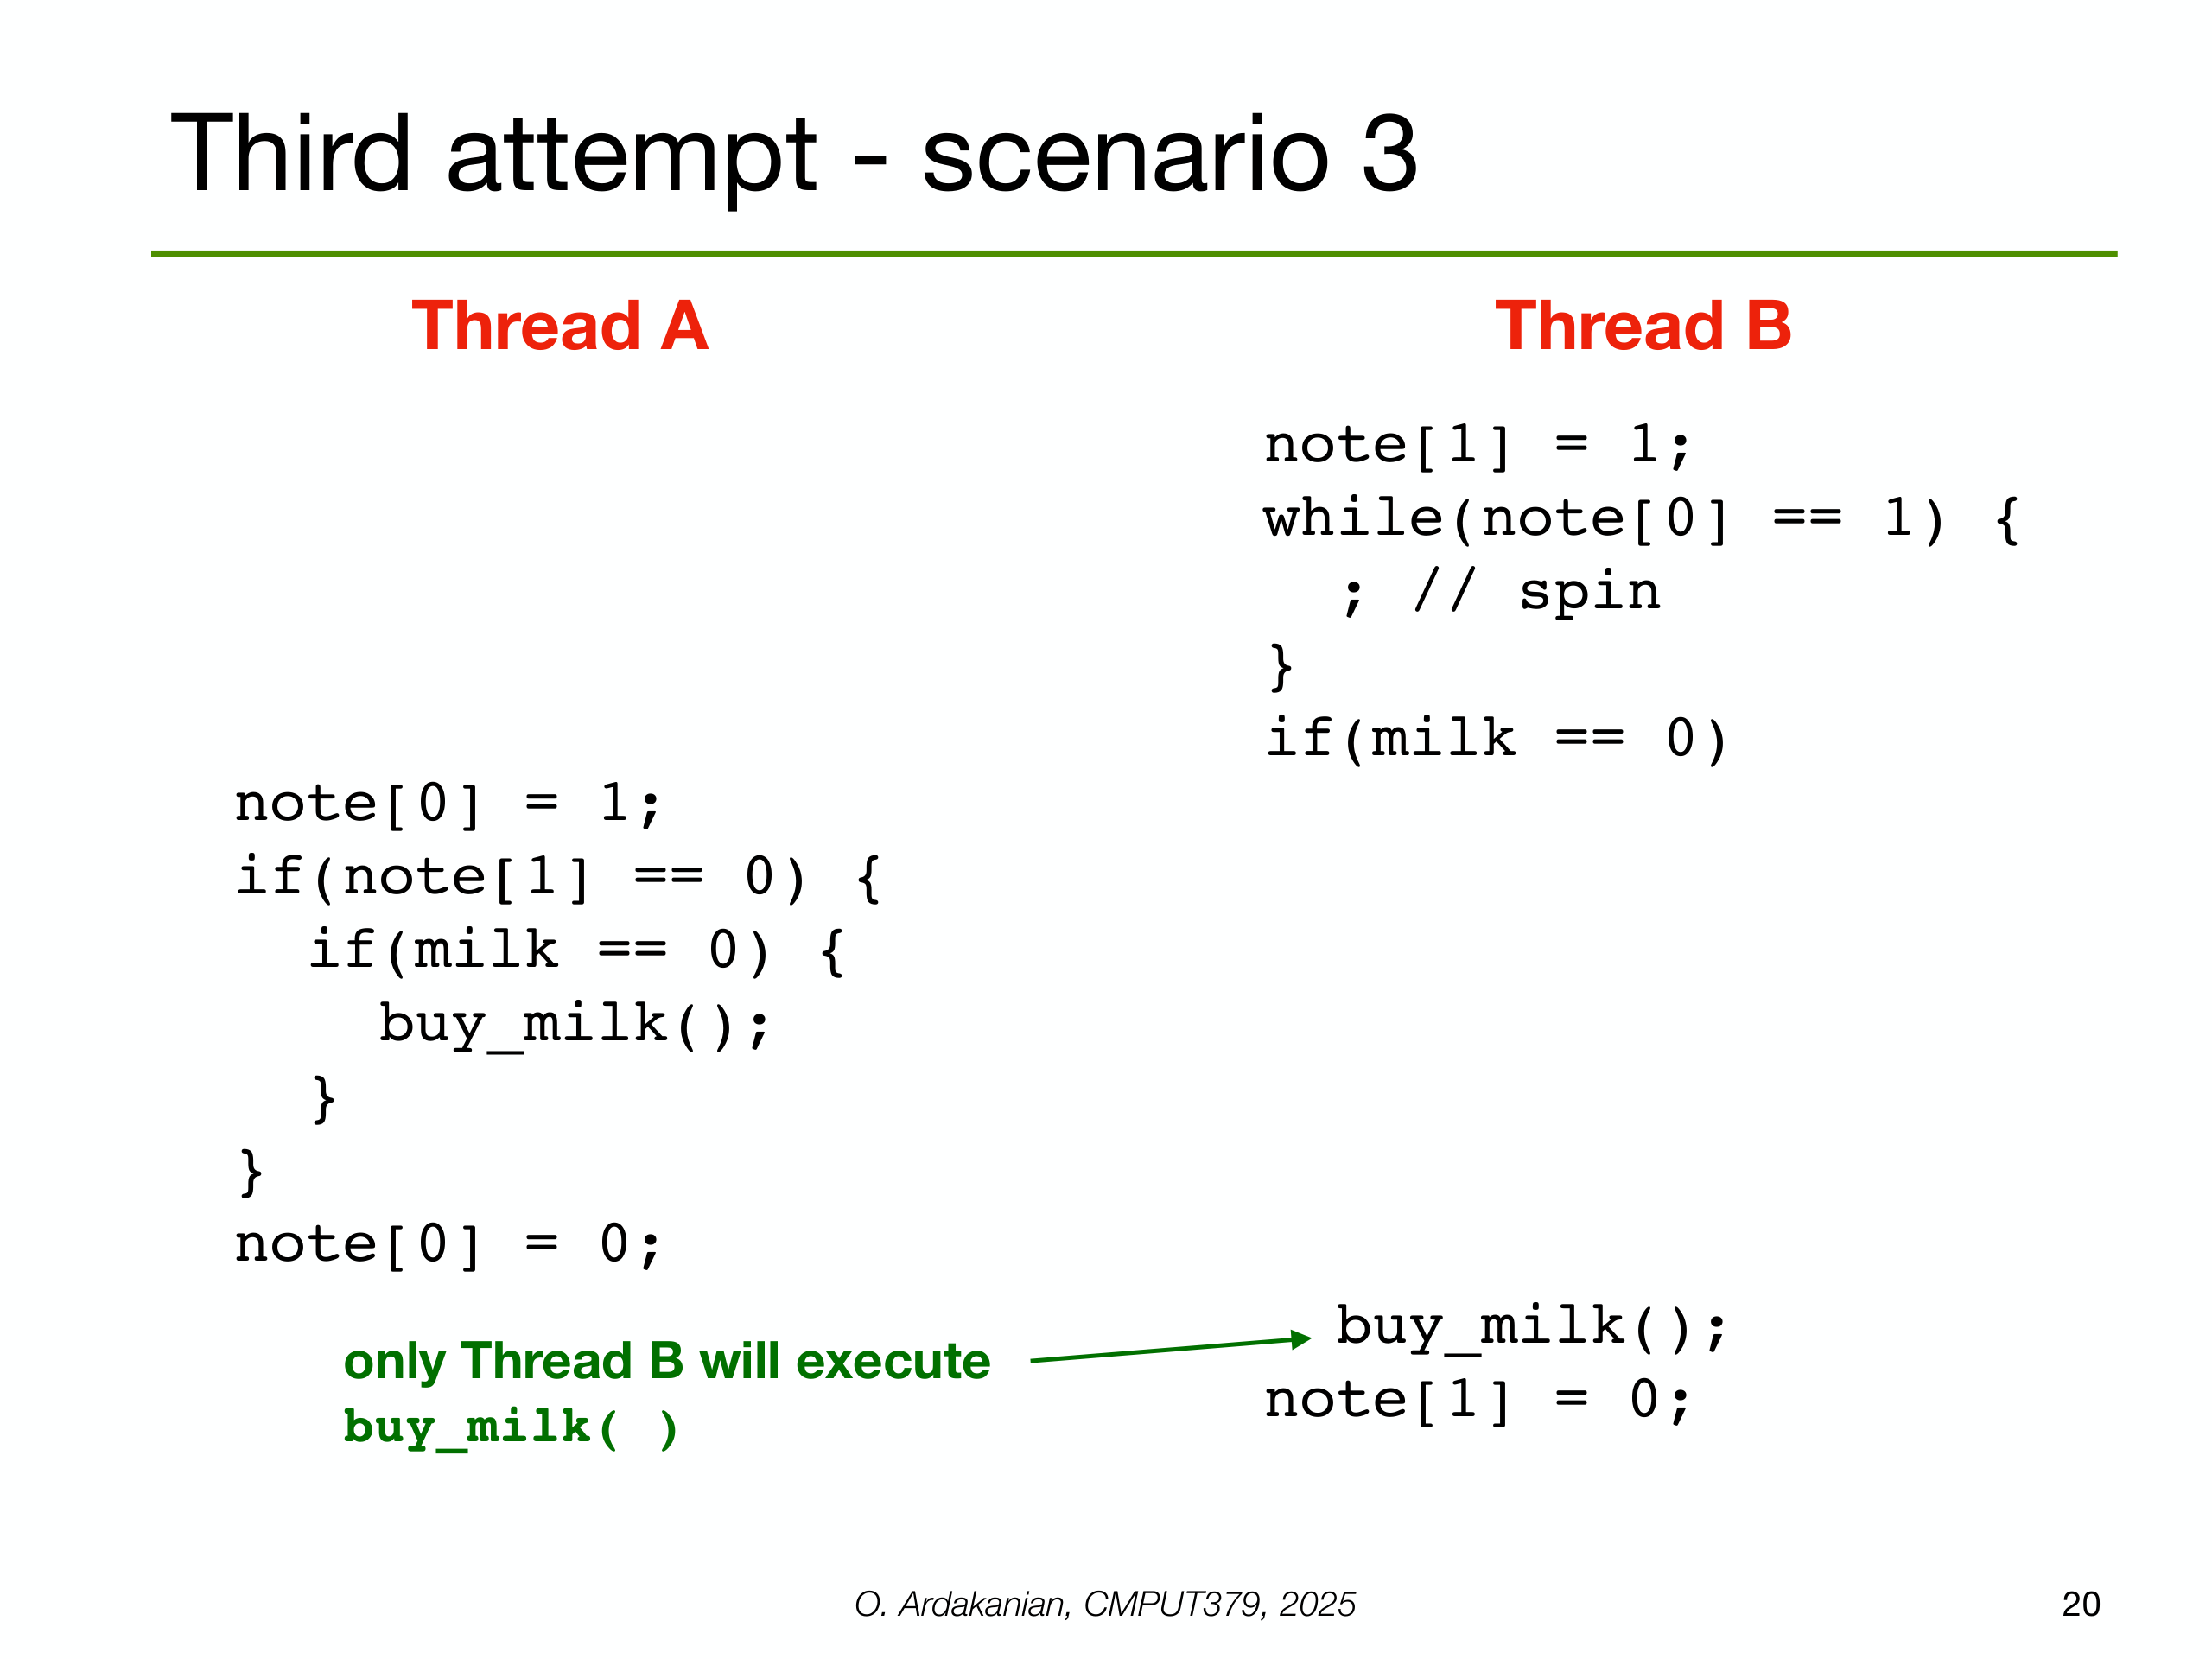 Third attempt - scenario 3
Thread A
Thread B
note[1] = 1;
while(note[0] == 1) {
; // spin
}
if(milk == 0)
note[0] = 1;
if(note[1] == 0) {
if(milk == 0) {
buy_milk();
}
}
note[0] = 0;
only Thread B will execute
buy_milk( )
buy_milk();
note[1] = 0;
O. Ardakanian, CMPUT379, 2025
20